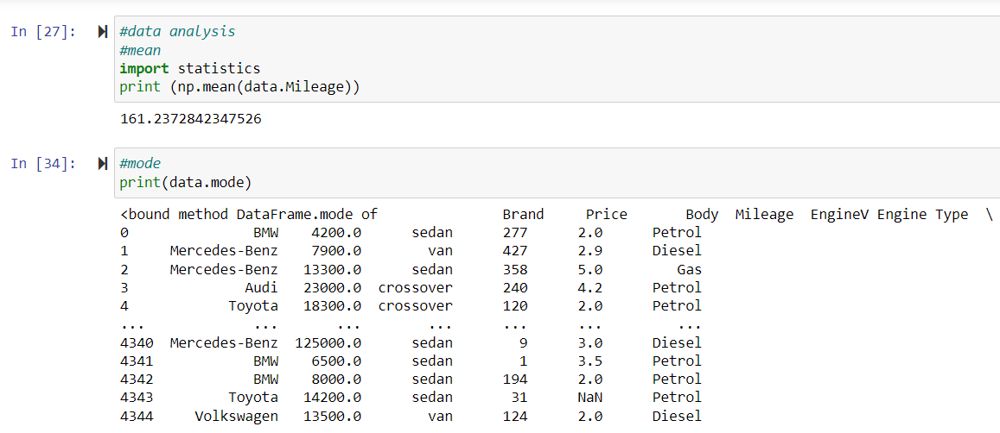 In [27]: #data analysis
#mean
import statistics
print (np.mean(data.Mileage))
161.2372842347526
In [34]: #mode
print(data.mode)
<bound method DataFrame.mode of               Brand     Price       Body  Mileage  EngineV Engine Type  \
0               BMW    4200.0      sedan      277      2.0      Petrol
1     Mercedes-Benz    7900.0        van      427      2.9      Diesel
2     Mercedes-Benz   13300.0      sedan      358      5.0         Gas
3              Audi   23000.0  crossover      240      4.2      Petrol
4            Toyota   18300.0  crossover      120      2.0      Petrol
...             ...       ...        ...      ...      ...         ...
4340  Mercedes-Benz  125000.0      sedan        9      3.0      Diesel
4341            BMW    6500.0      sedan        1      3.5      Petrol
4342            BMW    8000.0      sedan      194      2.0      Petrol
4343         Toyota   14200.0      sedan       31      NaN      Petrol
4344     Volkswagen   13500.0        van      124      2.0      Diesel